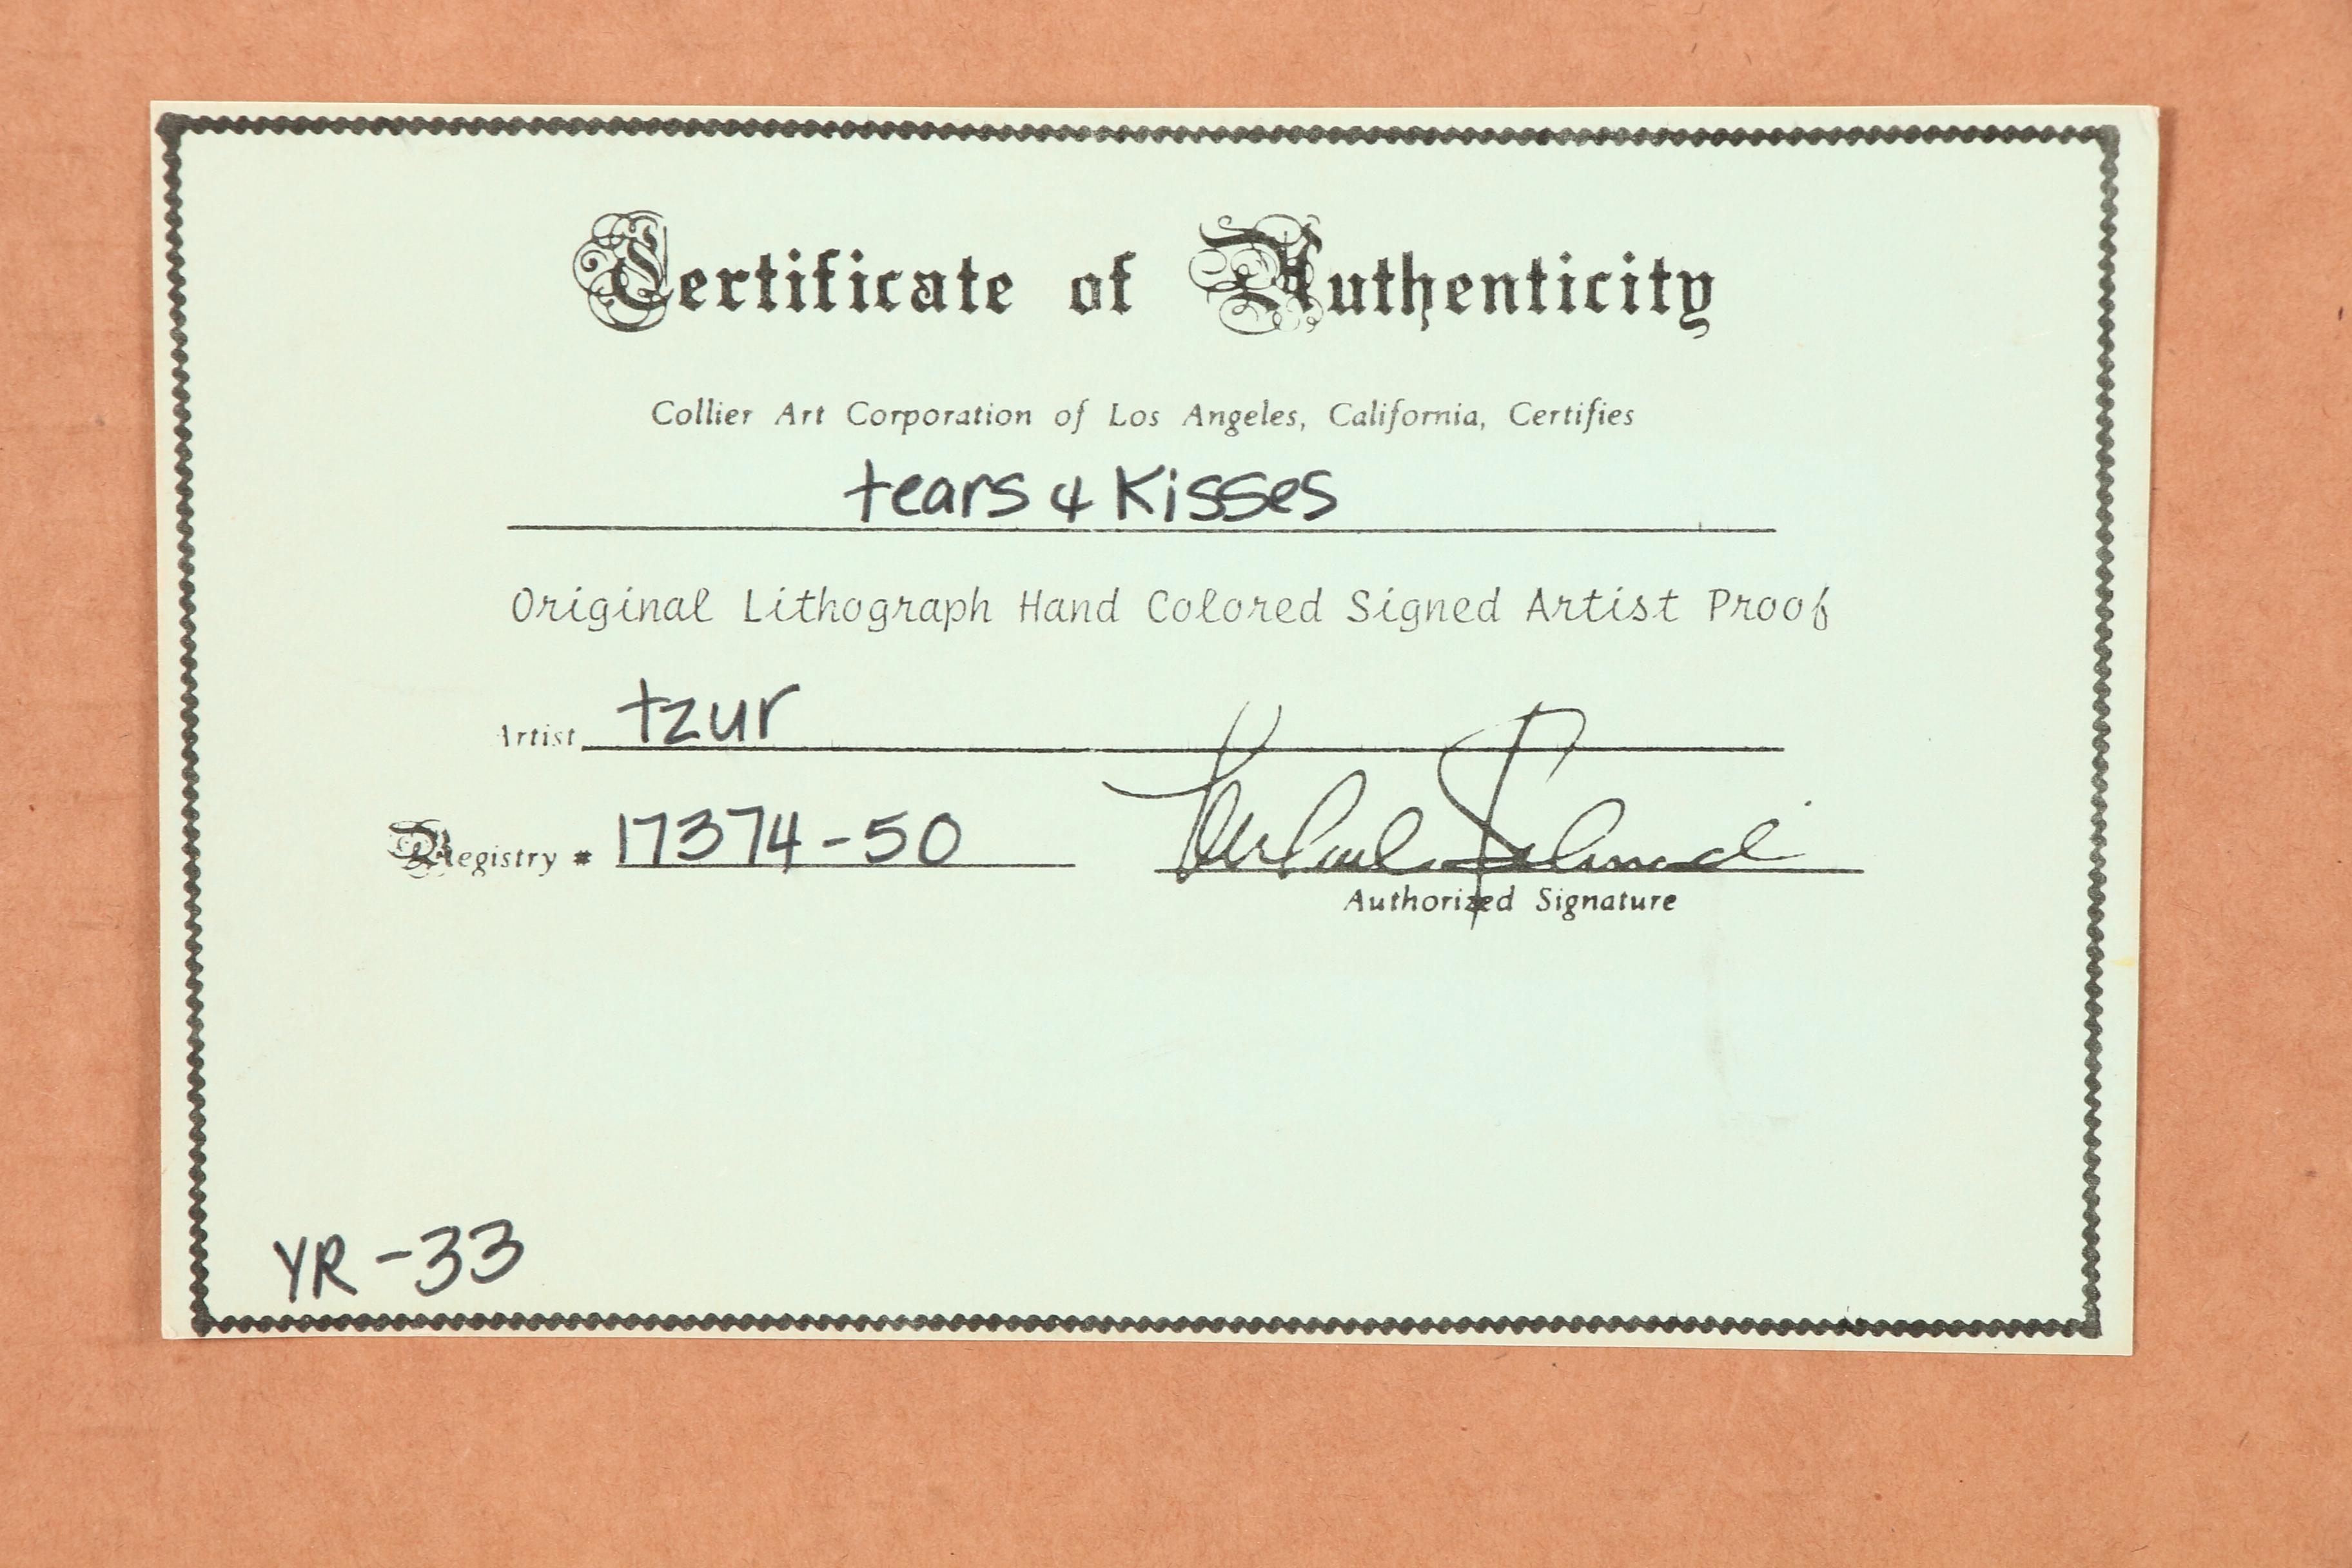 Certificate of Authenticity
Collier Art Corporation of Los Angeles, California, Certifies
tears & Kisses
Original Lithograph Hand Colored Signed Artist Proof
Artist tzur
Registry # 17374-50
Authorized Signature
YR-33